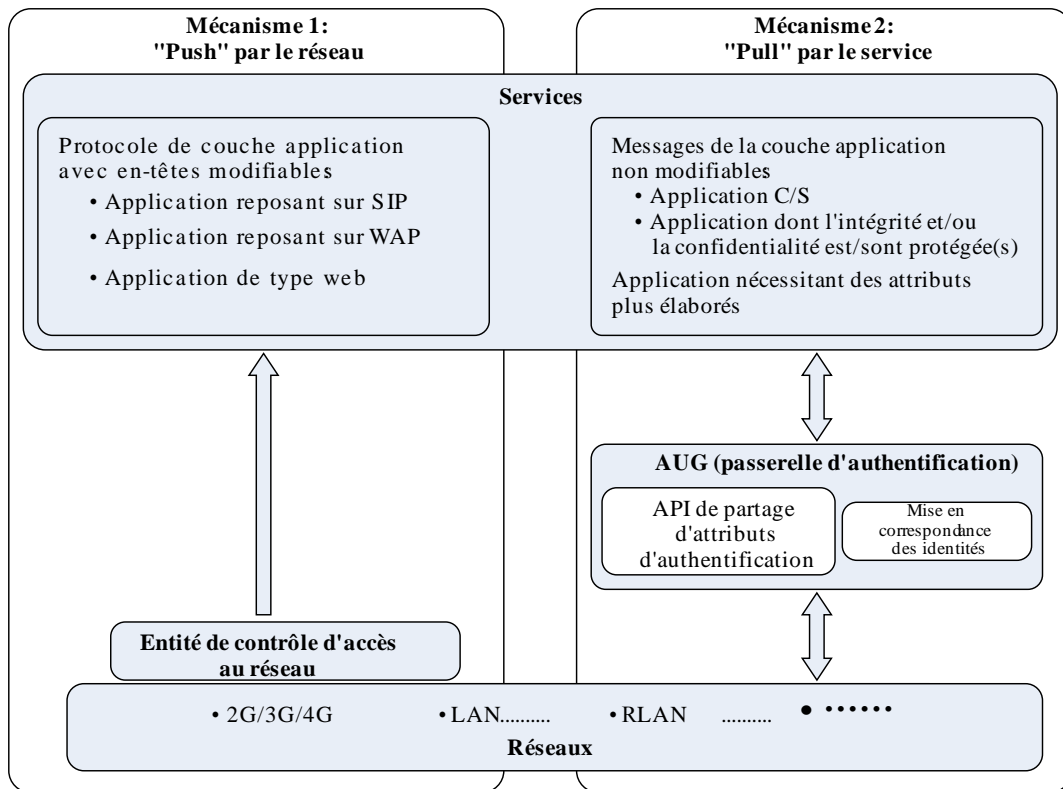 Mécanisme 1:
"Push" par le réseau
Mécanisme 2:
"Pull" par le service
Services
Protocole de couche application
avec en-têtes modifiables
• Application reposant sur SIP
• Application reposant sur WAP
• Application de type web
Messages de la couche application
non modifiables
• Application C/S
• Application dont l'intégrité et/ou
la confidentialité est/sont protégée(s)
Application nécessitant des attributs
plus élaborés
AUG (passerelle d'authentification)
API de partage
d'attributs
d'authentification
Mise en
correspondance
des identités
Entité de contrôle d'accès
au réseau
• 2G/3G/4G • LAN.......... • RLAN .......... • ••••••
Réseaux